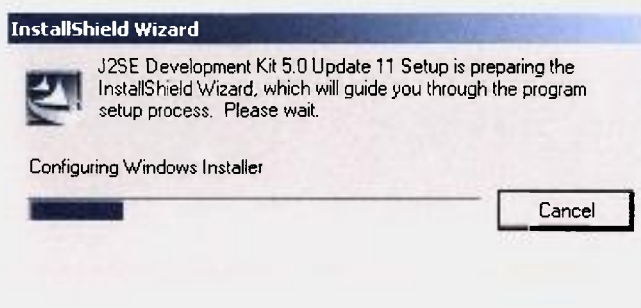 InstallShield Wizard
J2SE Development Kit 5.0 Update 11 Setup is preparing the
InstallShield Wizard, which will guide you through the program
setup process. Please wait.
Configuring Windows Installer
Cancel